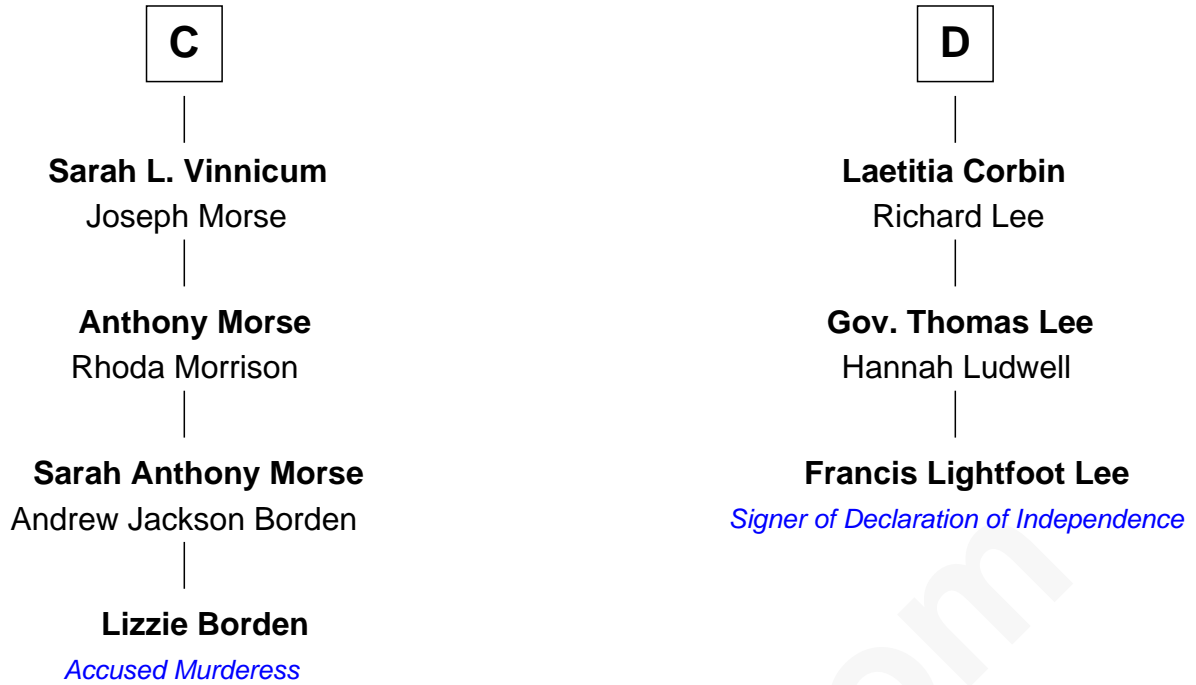 C
Sarah L. Vinnicum
Joseph Morse
Anthony Morse
Rhoda Morrison
Sarah Anthony Morse
Andrew Jackson Borden
Lizzie Borden
Accused Murderess
D
Laetitia Corbin
Richard Lee
Gov. Thomas Lee
Hannah Ludwell
Francis Lightfoot Lee
Signer of Declaration of Independence
om